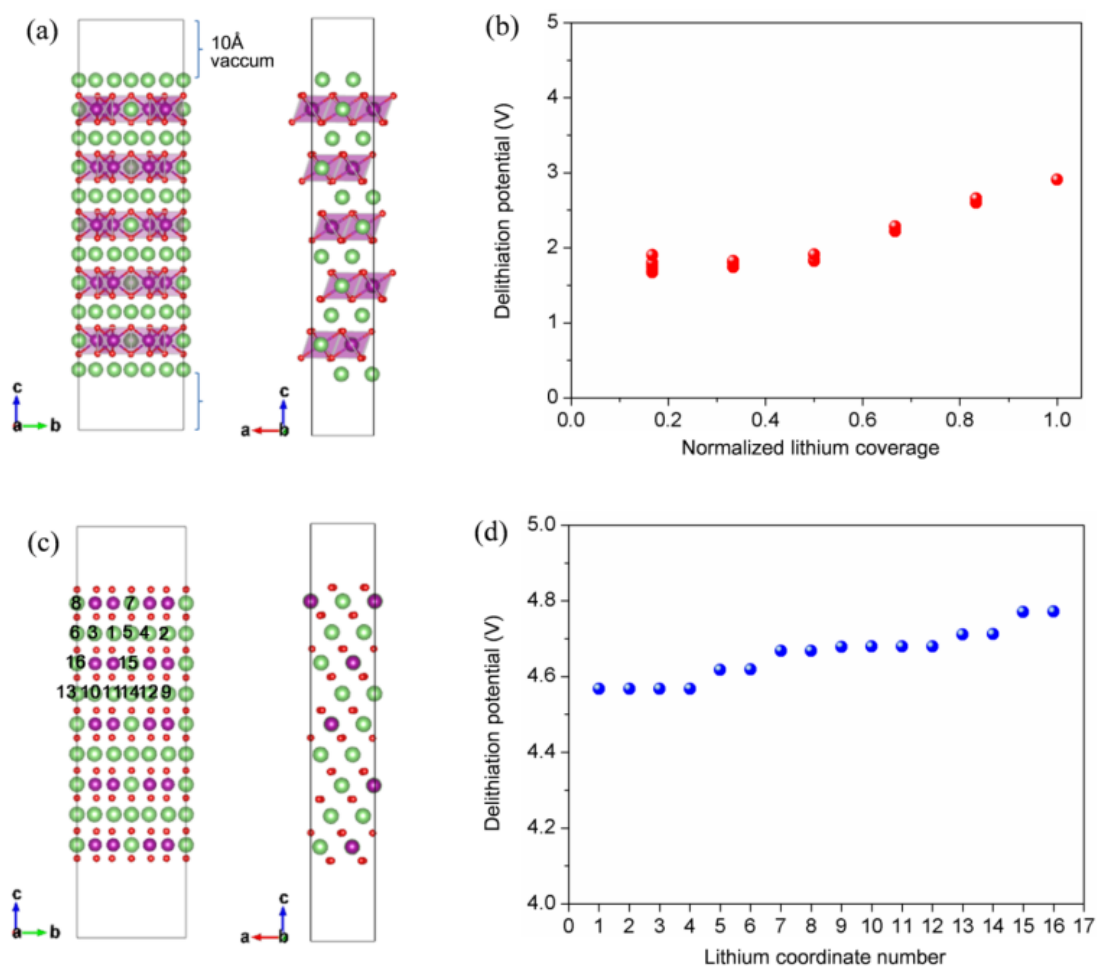 (a)
10Å
vaccum
c
a
b
c
a
b
(b)
Delithiation potential (V)
5
4
3
2
1
0
0.0 0.2 0.4 0.6 0.8 1.0
Normalized lithium coverage
(c)
8 7
6 3 1 5 4 2
16 15
13 10 11 14 12 9
c
a
b
c
a
b
(d)
Delithiation potential (V)
5.0
4.8
4.6
4.4
4.2
4.0
0 1 2 3 4 5 6 7 8 9 10 11 12 13 14 15 16 17
Lithium coordinate number